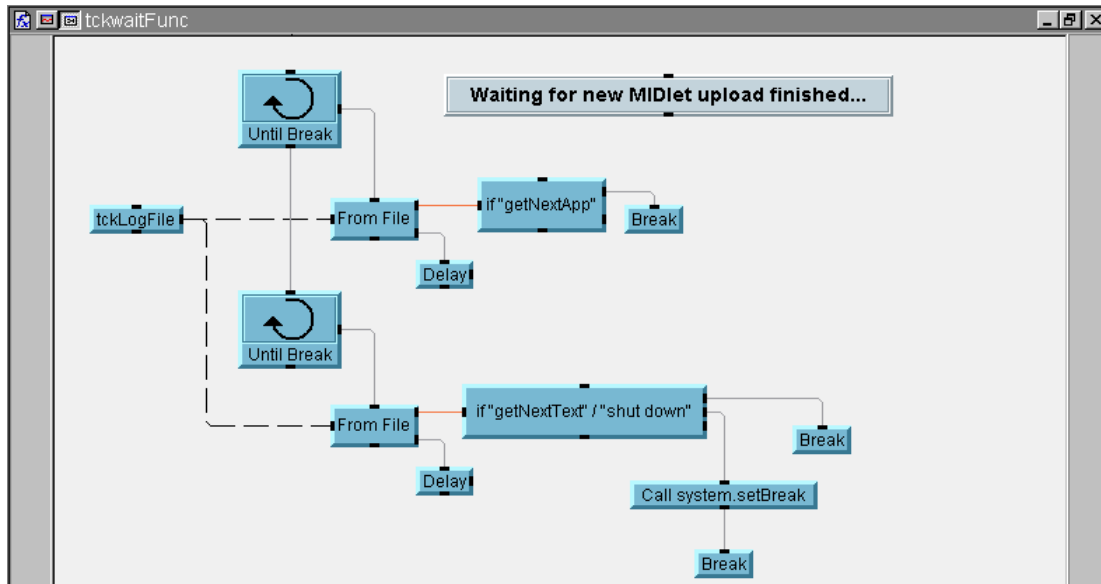 tckwaitFunc
Waiting for new MIDlet upload finished...
Until Break
tckLogFile
From File
if "getNextApp"
Break
Delay
Until Break
From File
if "getNextText" / "shut down"
Break
Delay
Call system.setBreak
Break